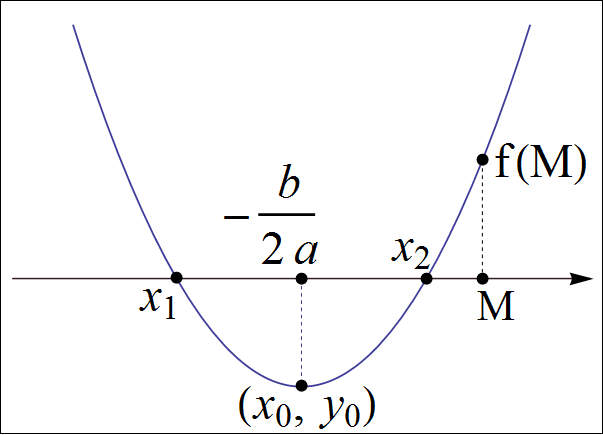 f(M)
− b/2a
x₂
x₁
M
(x₀, y₀)